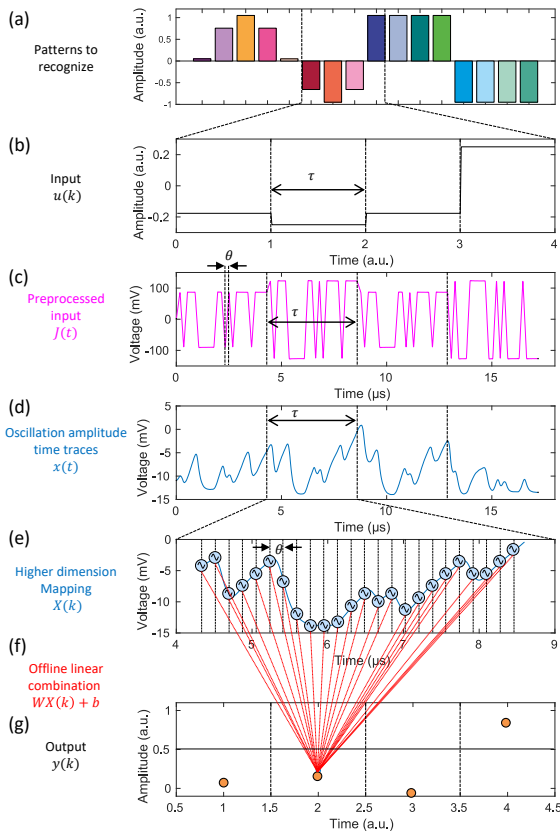 (a)
Patterns to
recognize
Amplitude (a.u.)
1
0.5
0
-0.5
-1
(b)
Input
u(k)
Amplitude (a.u.)
0.2
-0.2
τ
0 1 2 3 4
Time (a.u.)
(c)
θ
Preprocessed
input
J(t)
Voltage (mV)
100
0
-100
τ
0 5 10 15
Time (μs)
(d)
Oscillation amplitude
time traces
x(t)
Voltage (mV)
5
0
-5
-10
-15
τ
0 5 10 15
Time (μs)
(e)
Higher dimension
Mapping
X(k)
Voltage (mV)
0
-5
-10
-15
θ
4 5 6 7 8 9
Time (μs)
(f)
Offline linear
combination
WX(k) + b
(g)
Output
y(k)
Amplitude (a.u.)
1
0.5
0
0.5 1 1.5 2 2.5 3 3.5 4 4.5
Time (a.u.)